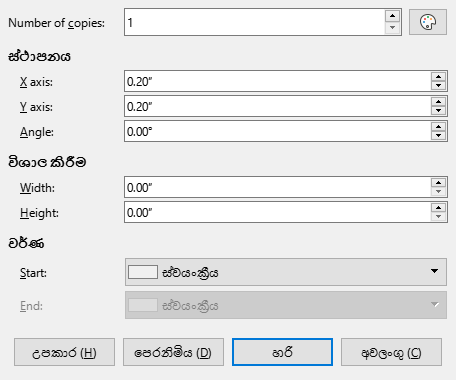 Number of copies: 1
ස්ථාපනය
X axis: 0.20"
Y axis: 0.20"
Angle: 0.00°
විශාල කිරීම
Width: 0.00"
Height: 0.00"
වර්ණ
Start: ස්වයංක්‍රීය
End: ස්වයංක්‍රීය
උපකාර (H) පෙරනිමිය (D) හරි අවලංගු (C)